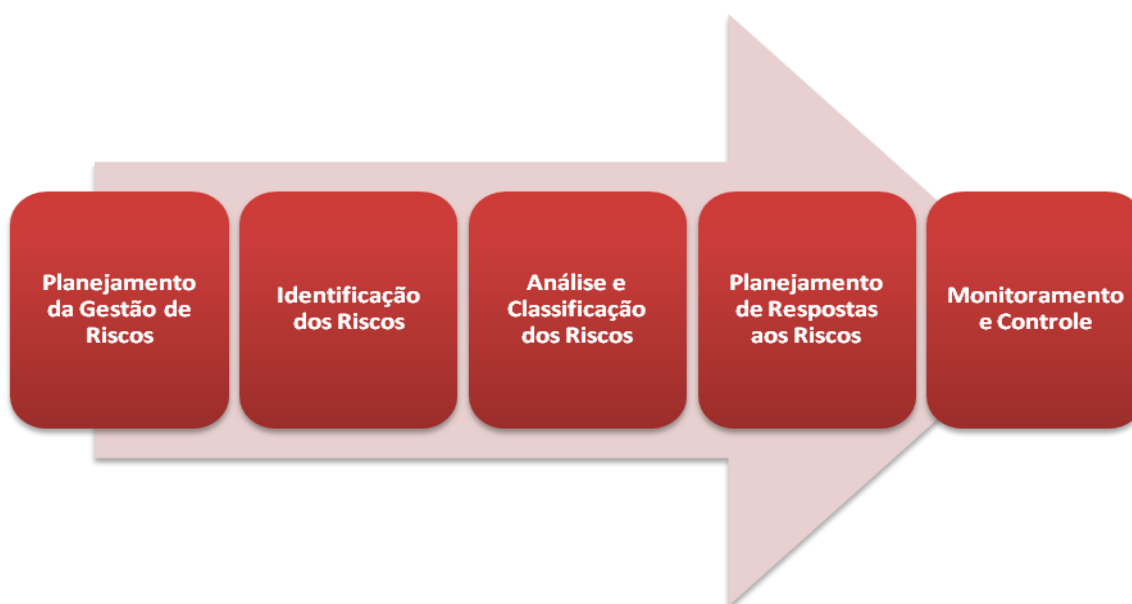 Planejamento
da Gestão de
Riscos
Identificação
dos Riscos
Análise e
Classificação
dos Riscos
Planejamento
de Respostas
aos Riscos
Monitoramento
e Controle